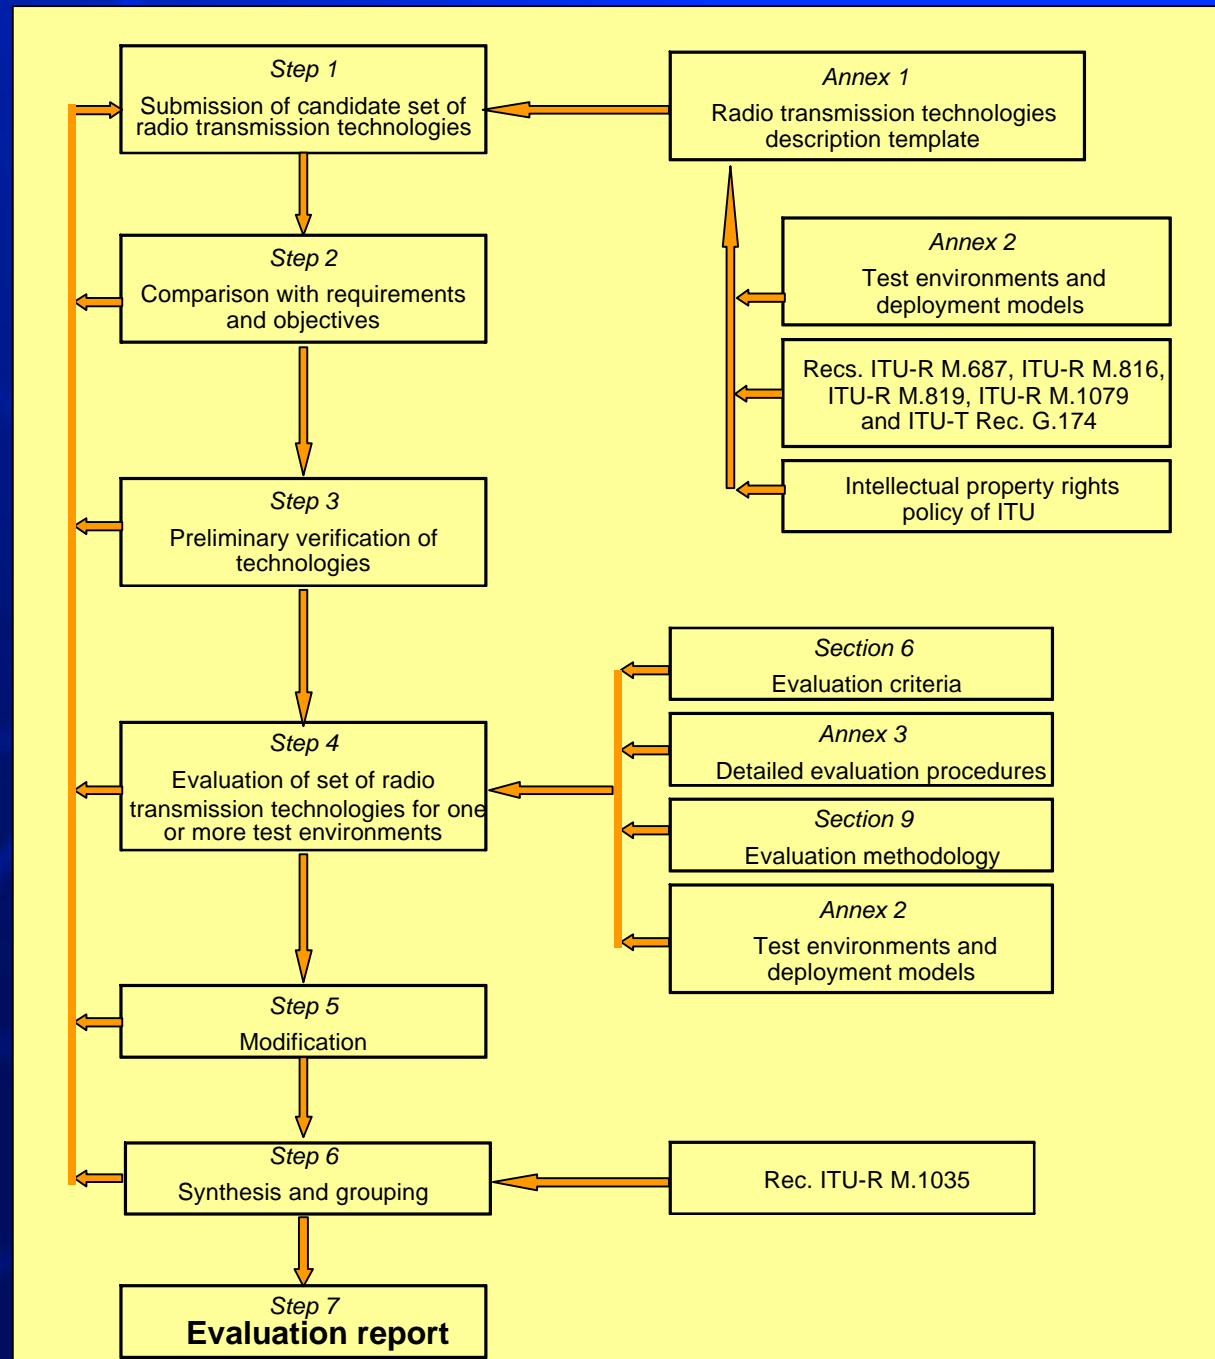 Step 1
Submission of candidate set of
radio transmission technologies
Annex 1
Radio transmission technologies
description template
Step 2
Comparison with requirements
and objectives
Annex 2
Test environments and
deployment models
Recs. ITU-R M.687, ITU-R M.816,
ITU-R M.819, ITU-R M.1079
and ITU-T Rec. G.174
Intellectual property rights
policy of ITU
Step 3
Preliminary verification of
technologies
Step 4
Evaluation of set of radio
transmission technologies for one
or more test environments
Section 6
Evaluation criteria
Annex 3
Detailed evaluation procedures
Section 9
Evaluation methodology
Annex 2
Test environments and
deployment models
Step 5
Modification
Step 6
Synthesis and grouping
Rec. ITU-R M.1035
Step 7
Evaluation report